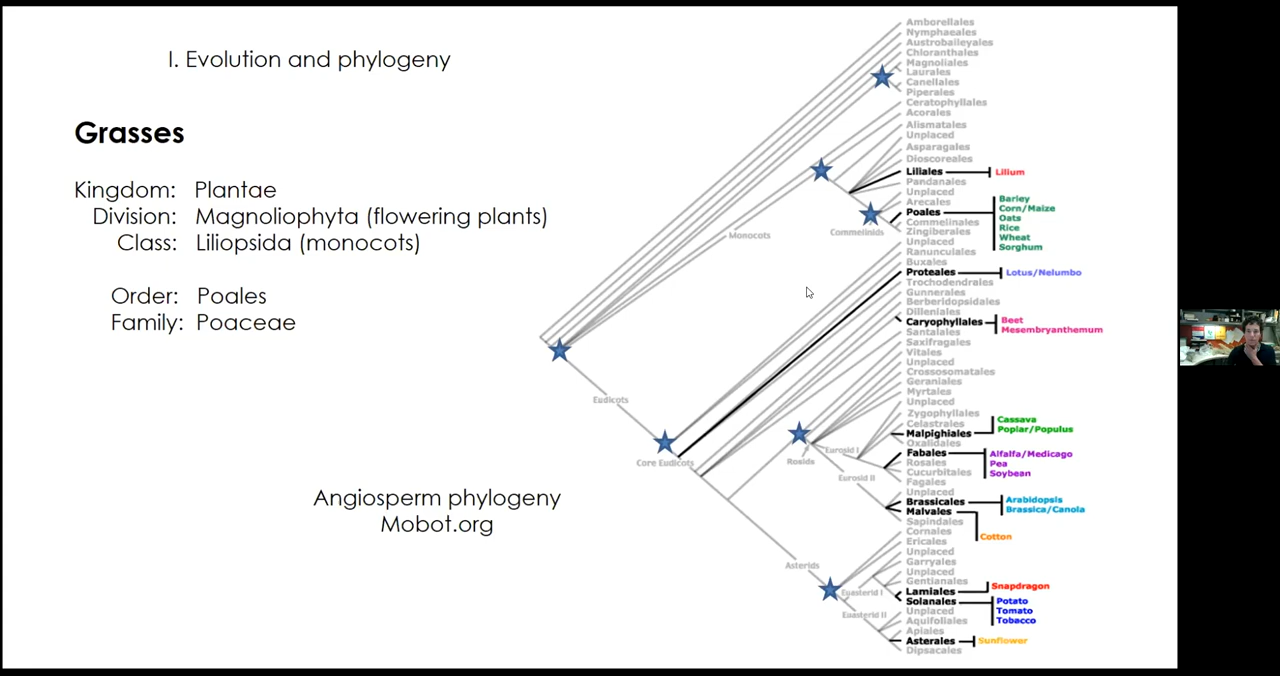 I. Evolution and phylogeny
Grasses
Kingdom: Plantae
Division: Magnoliophyta (flowering plants)
Class: Liliopsida (monocots)
Order: Poales
Family: Poaceae
Angiosperm phylogeny
Mobot.org
Monocots
Commelinids
Eudicots
Core Eudicots
Rosids
Eurosid I
Eurosid II
Asterids
Euasterid I
Euasterid II
Amborellales
Nymphaeales
Austrobaileyales
Chloranthales
Magnoliales
Laurales
Canellales
Piperales
Ceratophyllales
Acorales
Alismatales
Unplaced
Asparagales
Dioscoreales
Liliales
Lilium
Pandanales
Unplaced
Arecales
Poales
Barley
Corn/Maize
Oats
Rice
Wheat
Sorghum
Commelinales
Zingiberales
Unplaced
Ranunculales
Buxales
Proteales
Lotus/Nelumbo
Trochodendrales
Gunnerales
Berberidopsidales
Dilleniales
Caryophyllales
Beet
Mesembryanthemum
Santalales
Saxifragales
Vitales
Unplaced
Crossosomatales
Geraniales
Myrtales
Unplaced
Zygophyllales
Celastrales
Malpighiales
Cassava
Poplar/Populus
Oxalidales
Fabales
Alfalfa/Medicago
Pea
Soybean
Rosales
Cucurbitales
Fagales
Unplaced
Brassicales
Arabidopsis
Brassica/Canola
Malvales
Cotton
Sapindales
Cornales
Ericales
Unplaced
Garryales
Unplaced
Gentianales
Lamiales
Snapdragon
Solanales
Potato
Tomato
Tobacco
Unplaced
Aquifoliales
Apiales
Asterales
Sunflower
Dipsacales